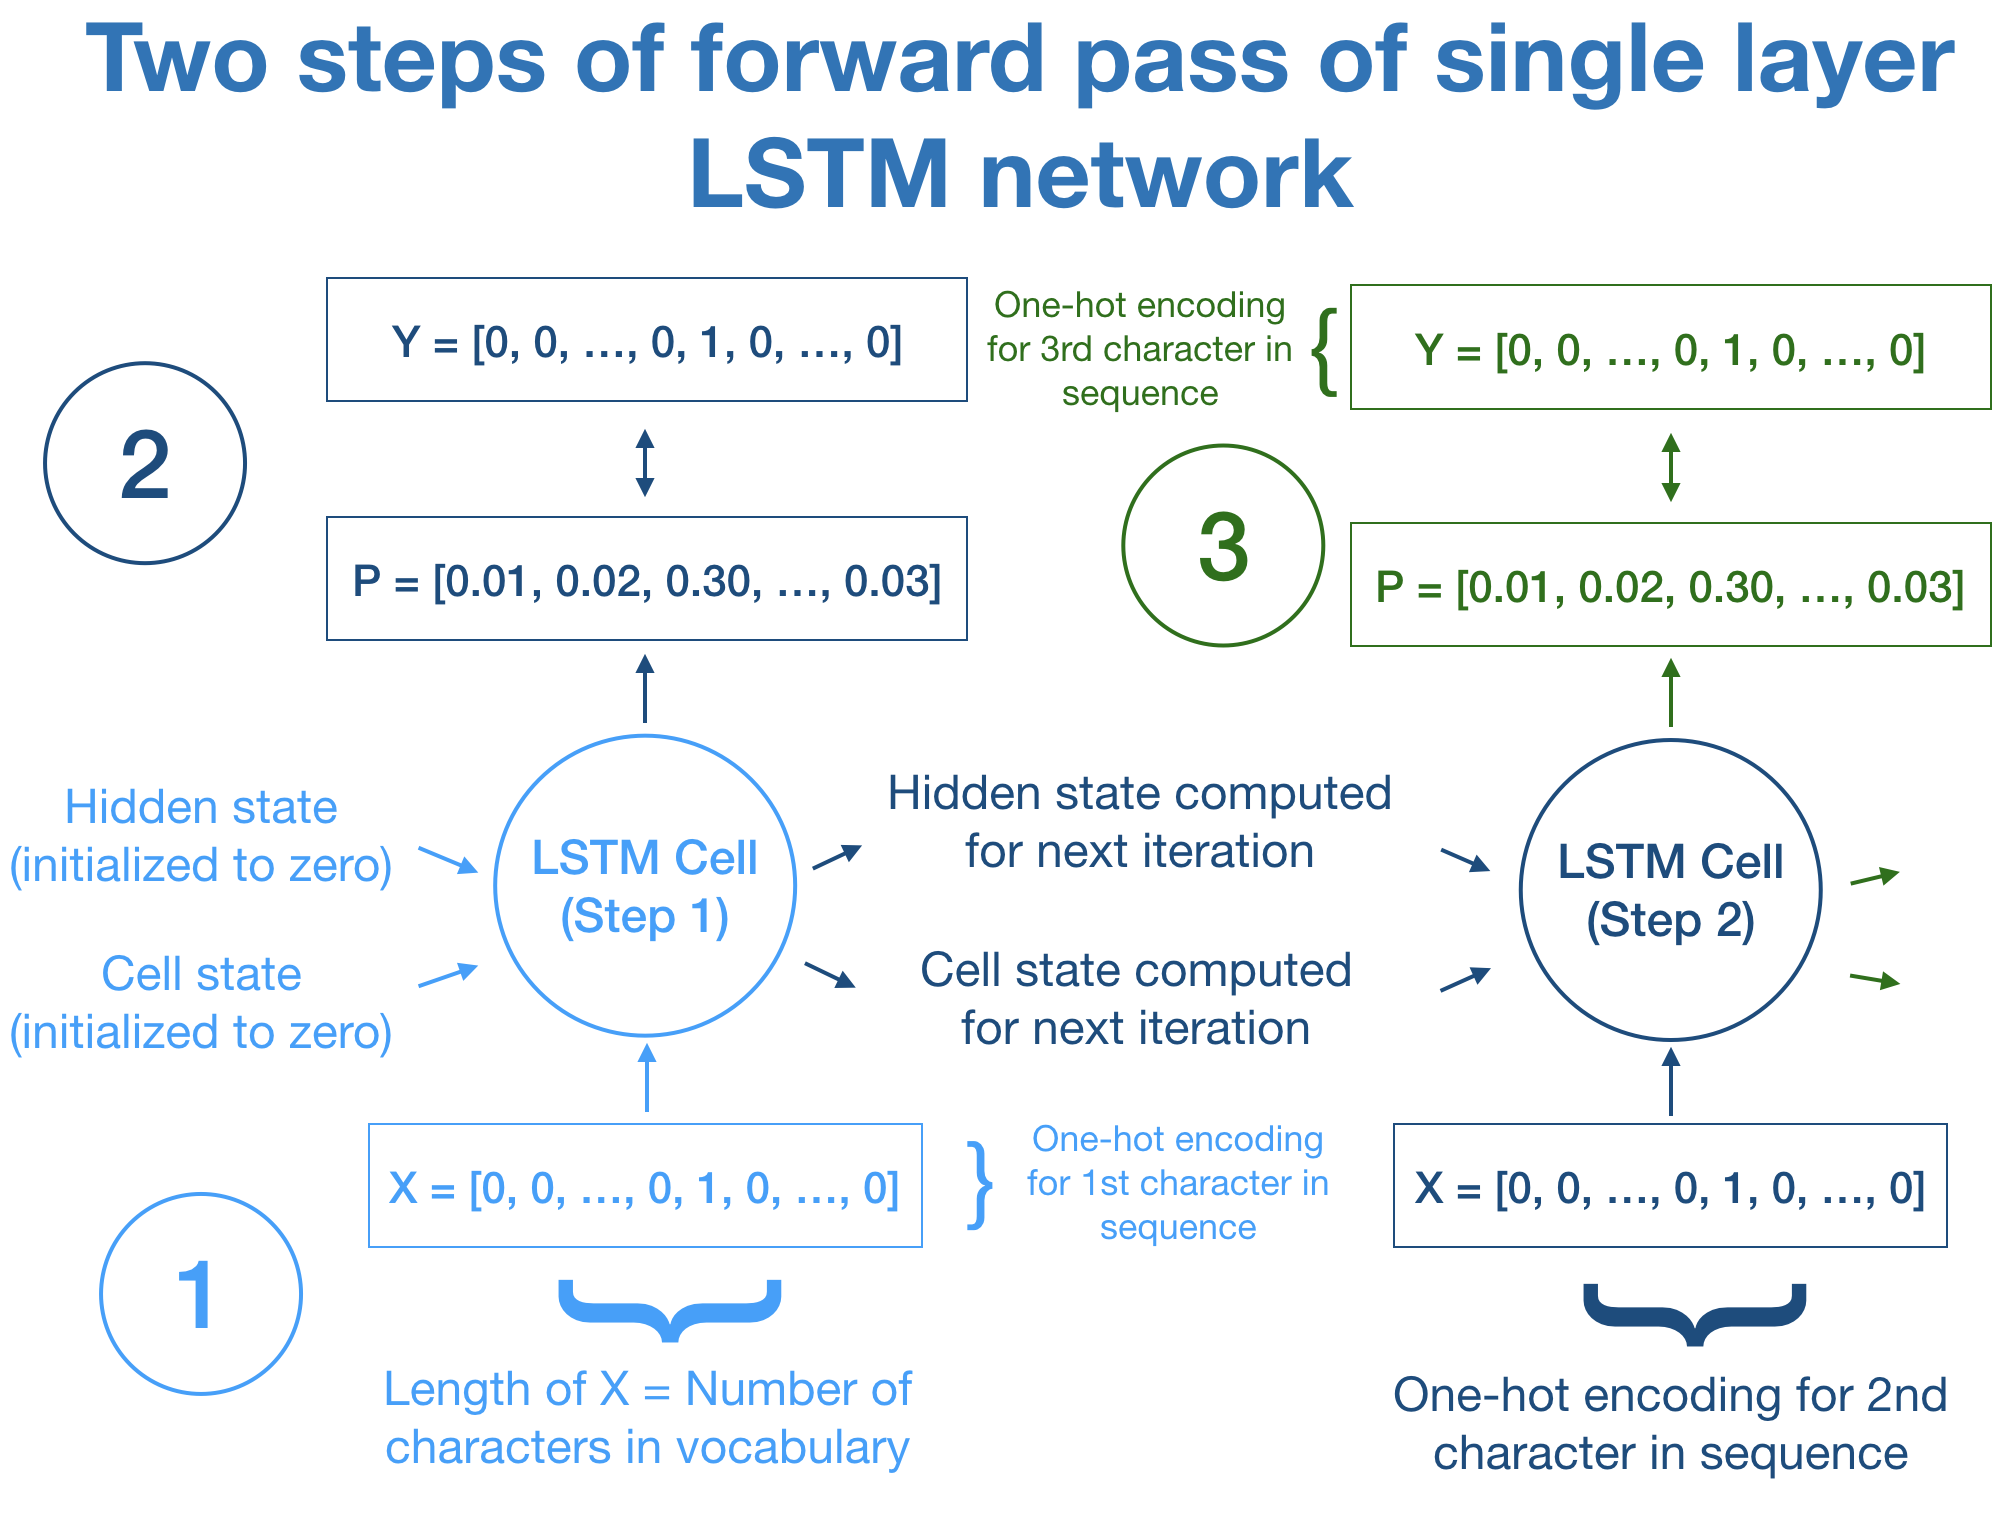 Two steps of forward pass of single layer
LSTM network
Y = [0, 0, …, 0, 1, 0, …, 0]
One-hot encoding
for 3rd character in
sequence
{
Y = [0, 0, …, 0, 1, 0, …, 0]
2
3
P = [0.01, 0.02, 0.30, …, 0.03]
P = [0.01, 0.02, 0.30, …, 0.03]
Hidden state
(initialized to zero)
Cell state
(initialized to zero)
LSTM Cell
(Step 1)
Hidden state computed
for next iteration
Cell state computed
for next iteration
LSTM Cell
(Step 2)
1
X = [0, 0, …, 0, 1, 0, …, 0]
}
One-hot encoding
for 1st character in
sequence
X = [0, 0, …, 0, 1, 0, …, 0]
Length of X = Number of
characters in vocabulary
One-hot encoding for 2nd
character in sequence